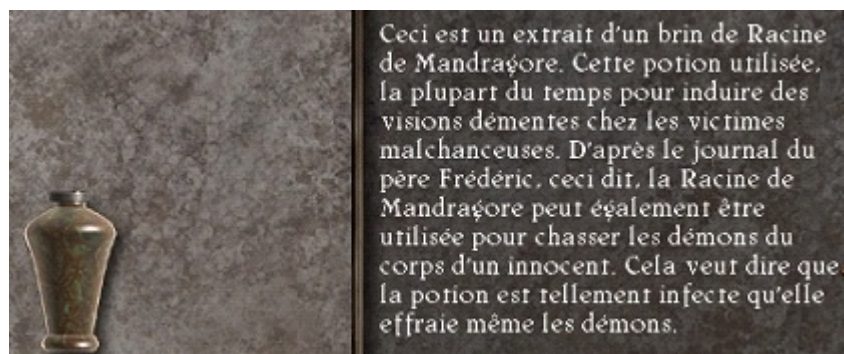 Ceci est un extrait d'un brin de Racine
de Mandragore. Cette potion utilisée,
la plupart du temps pour induire des
visions démentes chez les victimes
malchanceuses. D'après le journal du
père Frédéric, ceci dit, la Racine de
Mandragore peut également être
utilisée pour chasser les démons du
corps d'un innocent. Cela veut dire que
la potion est tellement infecte qu'elle
effraie même les démons.